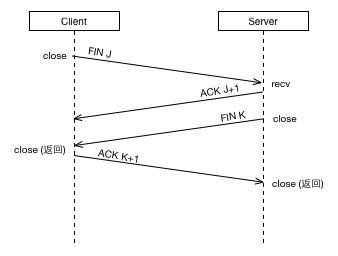 Client
Server
close
FIN J
recv
ACK J+1
FIN K
close
close (返回)
ACK K+1
close (返回)